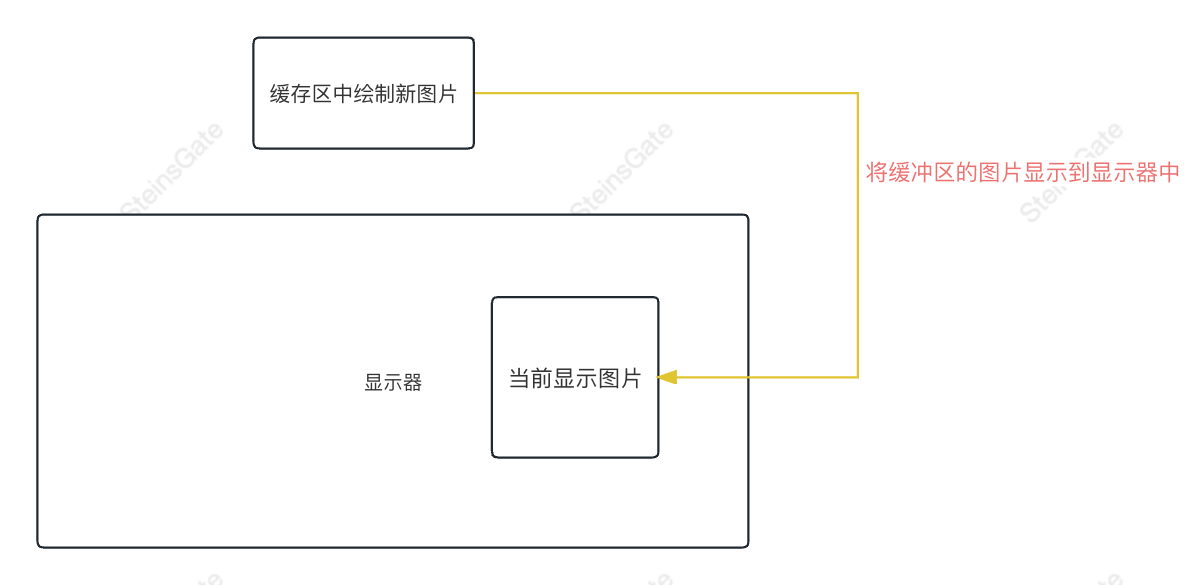 缓存区中绘制新图片
SteinsGate
SteinsGate
SteinsGate
将缓冲区的图片显示到显示器中
显示器
当前显示图片